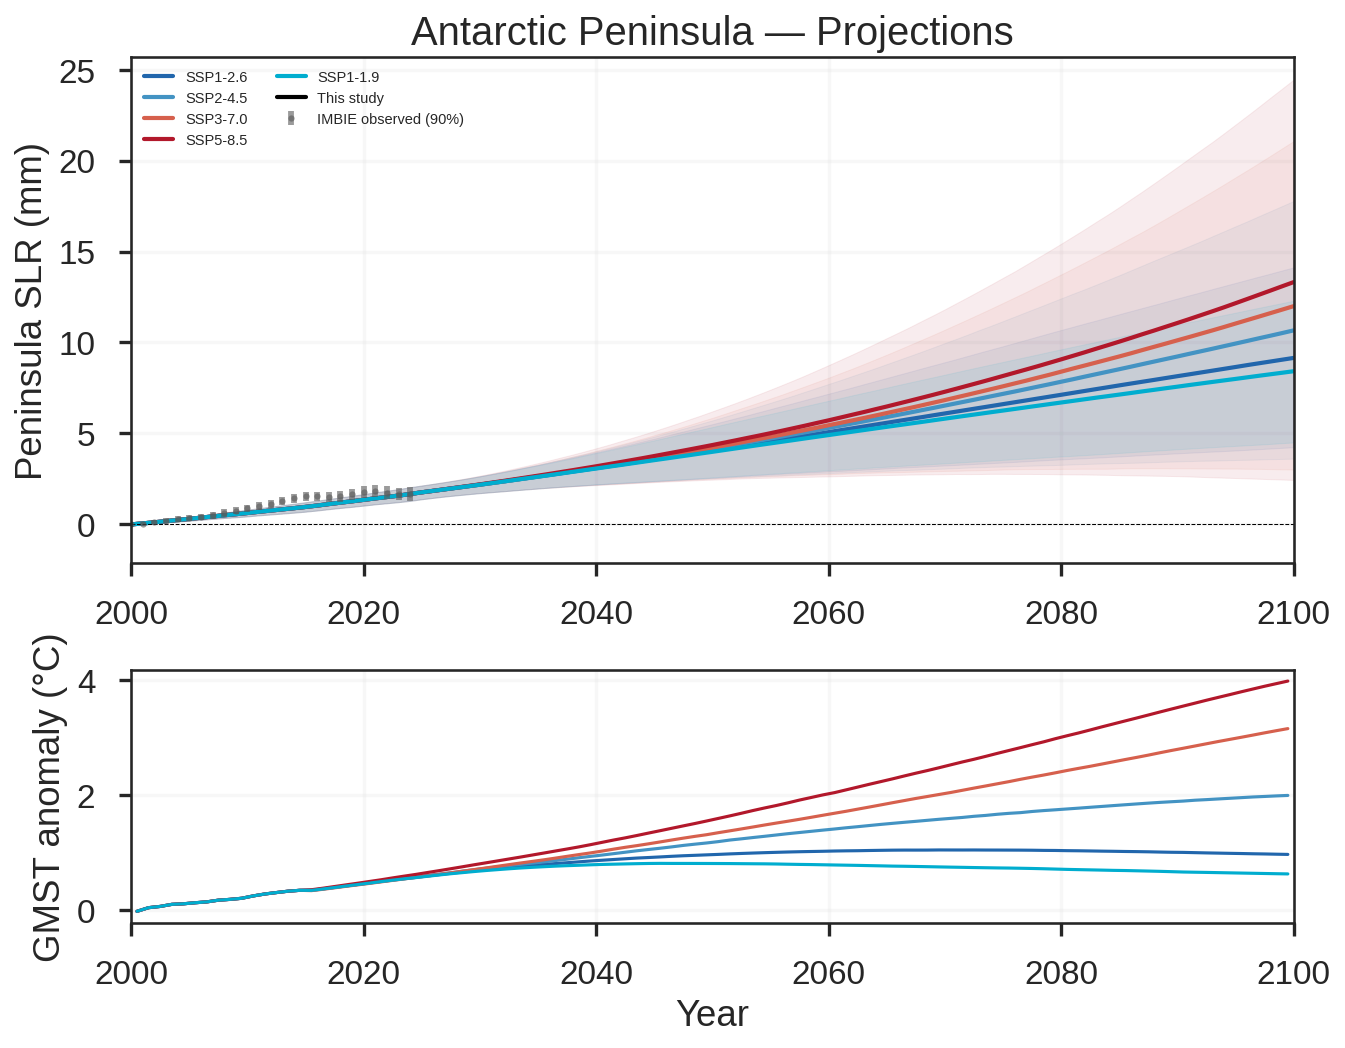 Antarctic Peninsula — Projections
SSP1-2.6
SSP2-4.5
SSP3-7.0
SSP5-8.5
SSP1-1.9
This study
IMBIE observed (90%)
Peninsula SLR (mm)
25
20
15
10
5
0
2000 2020 2040 2060 2080 2100
GMST anomaly (°C)
4
2
0
2000 2020 2040 2060 2080 2100
Year